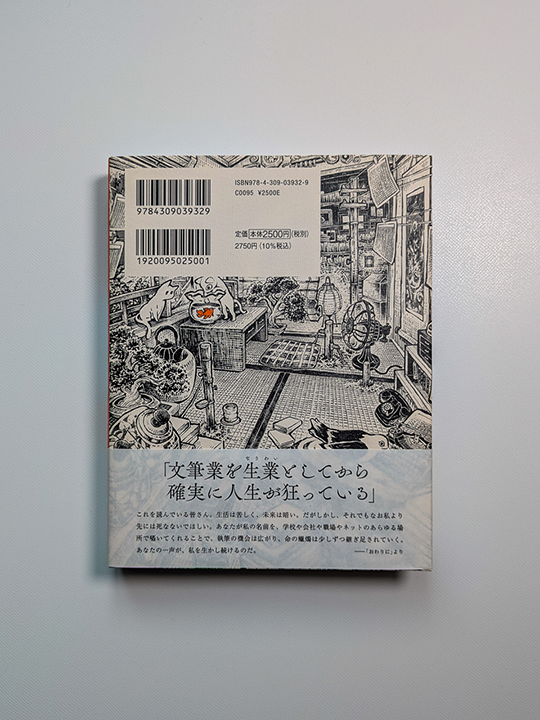 ISBN978-4-309-03932-9
C0095 ¥2500E
9784309039329
定価 本体2500円(税別)
2750円(10%税込)
1920095025001
「文筆業を生業としてから
せうわい
確実に人生が狂っている」
これを読んでいる皆さん、生活は苦しく、未来は暗い。だがしかし、それでもなお私より
先には死なないでほしい。あなたが私の名前を、学校や会社や職場やネットのあらゆる場
所で囁いてくれることで、執筆の機会は広がり、命の蠟燭は少しずつ継ぎ足されていく。
あなたの一声が、私を生かし続けるのだ。
——「おわりに」より